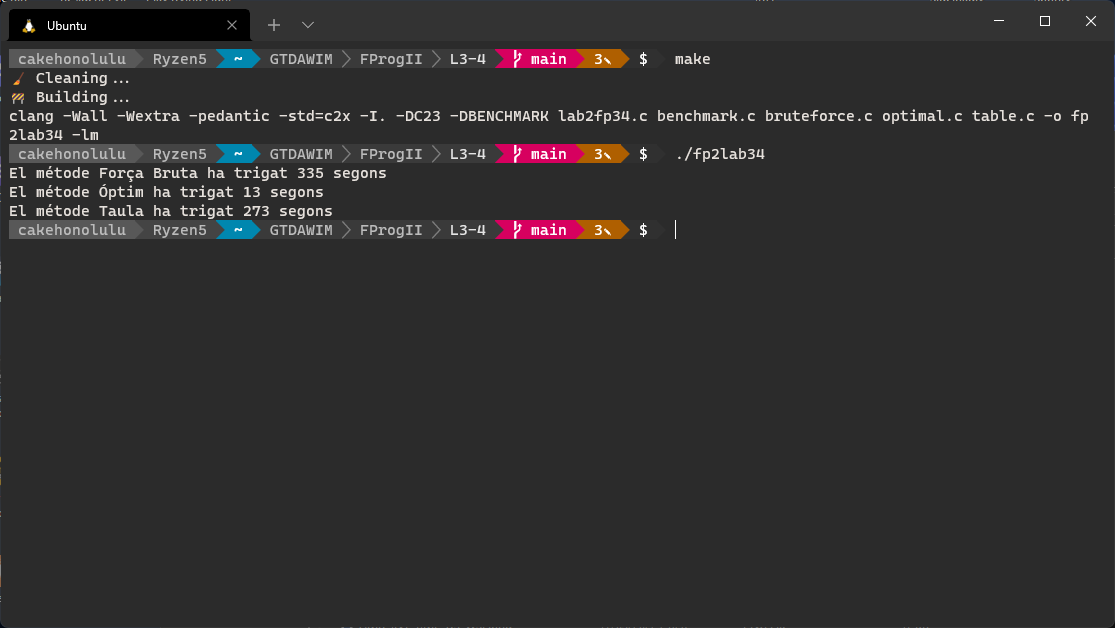 Ubuntu
cakehonolulu Ryzen5 ~ GTDAWIM FProgII L3-4 main 3 $ make
Cleaning...
Building...
clang -Wall -Wextra -pedantic -std=c2x -I. -DC23 -DBENCHMARK lab2fp34.c benchmark.c bruteforce.c optimal.c table.c -o fp
2lab34 -lm
cakehonolulu Ryzen5 ~ GTDAWIM FProgII L3-4 main 3 $ ./fp2lab34
El métode Força Bruta ha trigat 335 segons
El métode Óptim ha trigat 13 segons
El métode Taula ha trigat 273 segons
cakehonolulu Ryzen5 ~ GTDAWIM FProgII L3-4 main 3 $